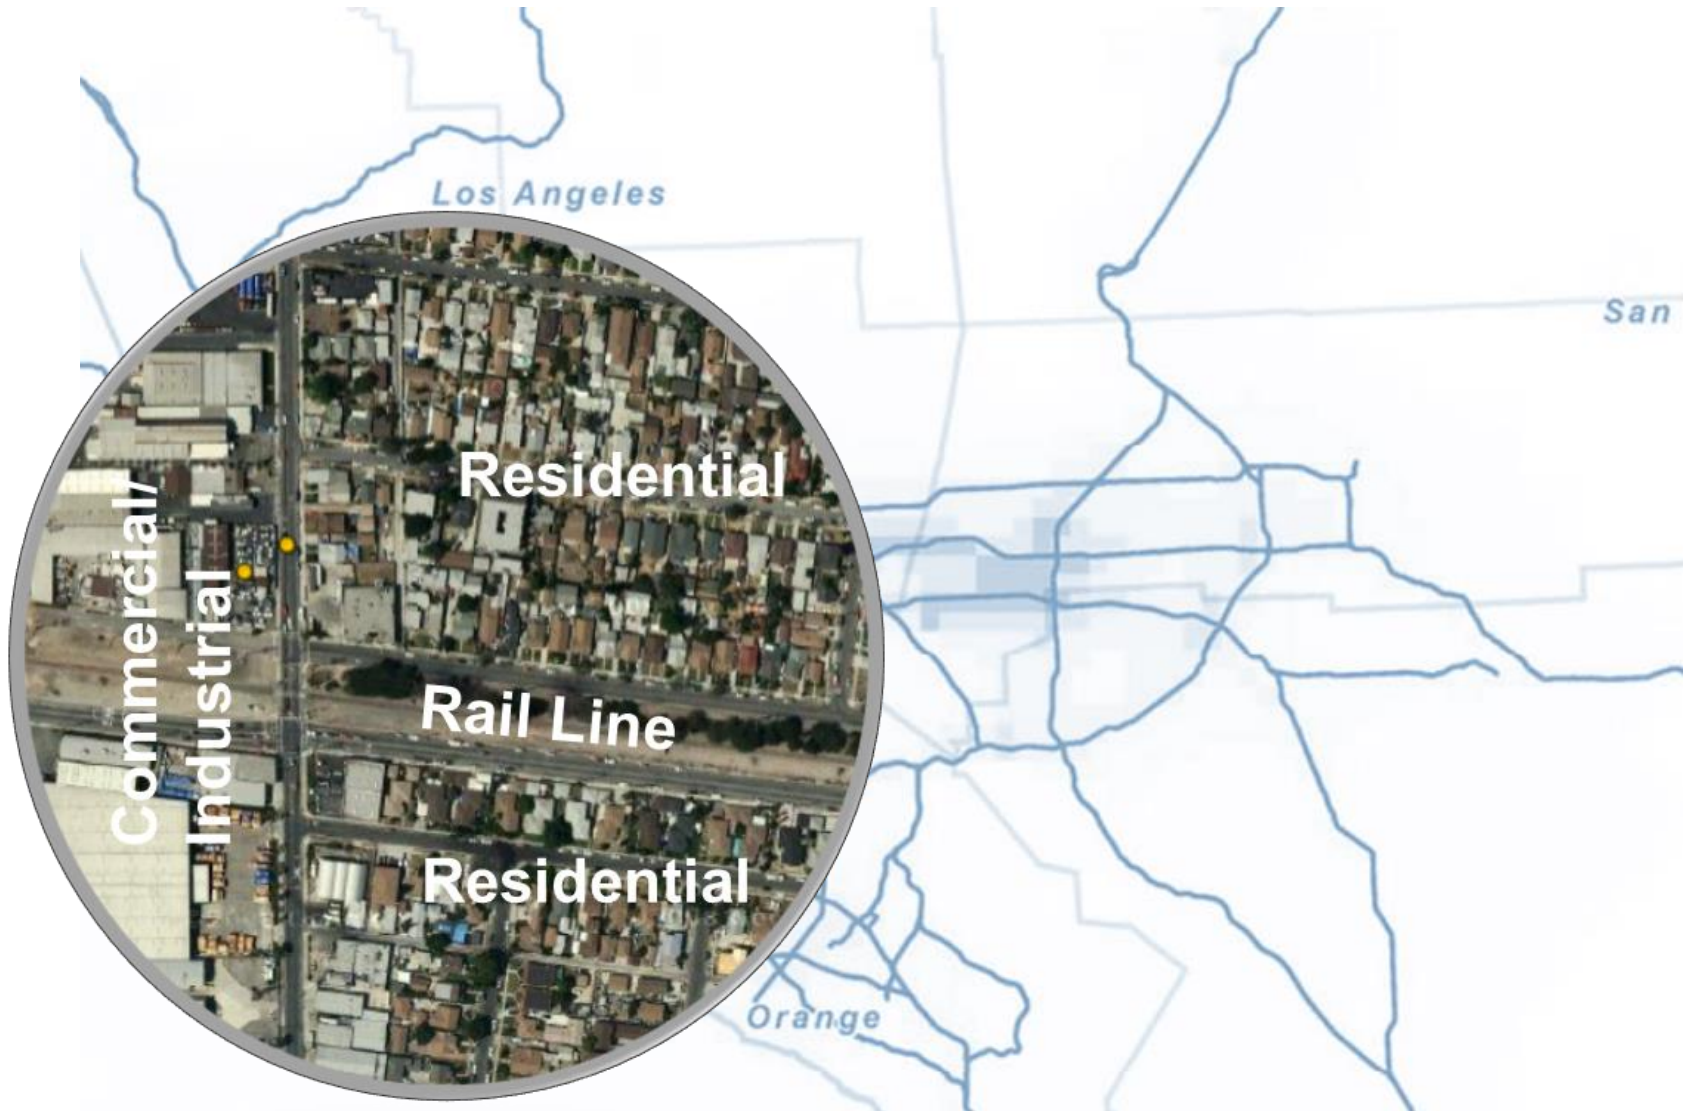 Los Angeles
San
Residential
Commercial/
Industrial
Rail Line
Residential
Orange